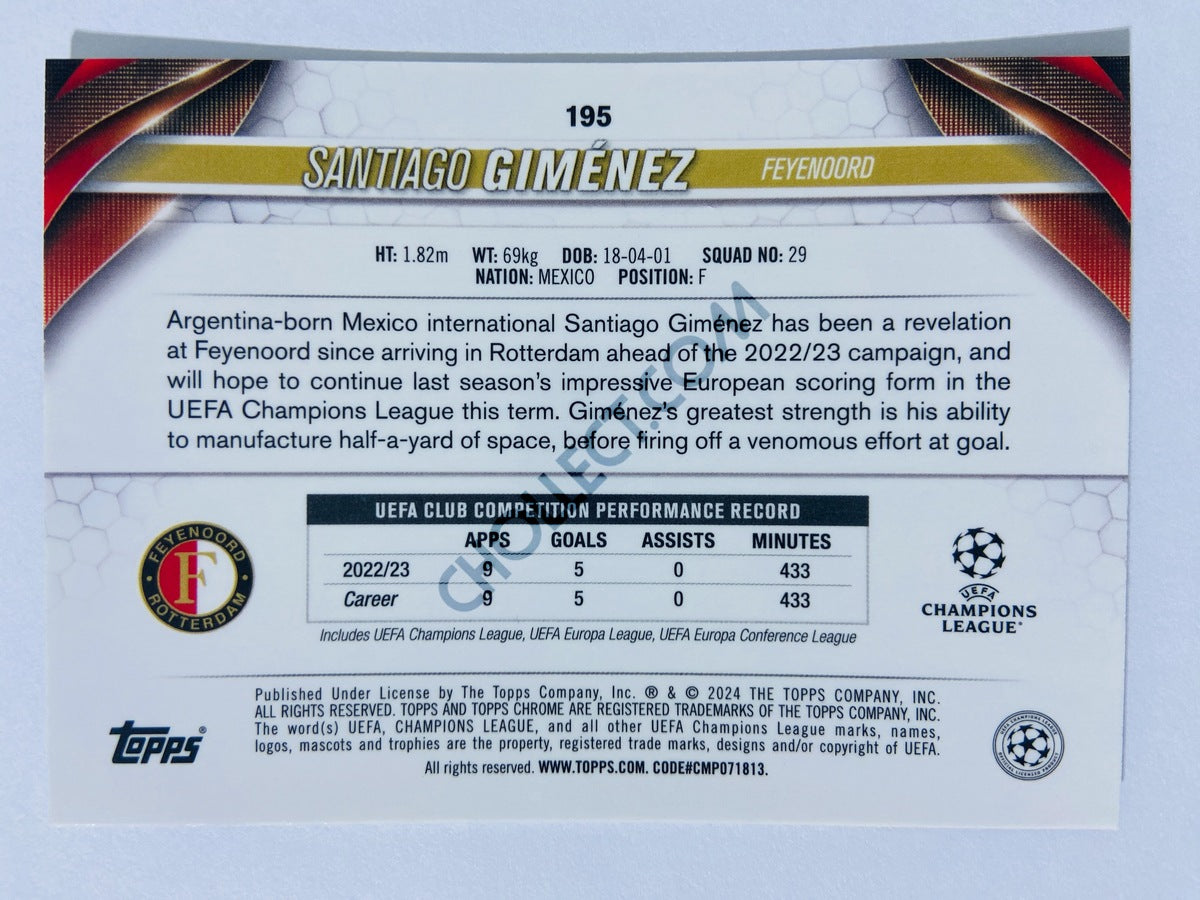 195
SANTIAGO GIMÉNEZ FEYENOORD
HT: 1.82m WT: 69kg DOB: 18-04-01 SQUAD NO: 29
NATION: MEXICO POSITION: F
Argentina-born Mexico international Santiago Giménez has been a revelation
at Feyenoord since arriving in Rotterdam ahead of the 2022/23 campaign, and
will hope to continue last season's impressive European scoring form in the
UEFA Champions League this term. Giménez's greatest strength is his ability
to manufacture half-a-yard of space, before firing off a venomous effort at goal.
CHOLLECT.COM
UEFA CLUB COMPETITION PERFORMANCE RECORD
APPS GOALS ASSISTS MINUTES
2022/23 9 5 0 433
Career 9 5 0 433
Includes UEFA Champions League, UEFA Europa League, UEFA Europa Conference League
FEYENOORD
F
ROTTERDAM
UEFA
CHAMPIONS
LEAGUE®
Published Under License by The Topps Company, Inc. ® & © 2024 THE TOPPS COMPANY, INC.
ALL RIGHTS RESERVED. TOPPS AND TOPPS CHROME ARE REGISTERED TRADEMARKS OF THE TOPPS COMPANY, INC.
The word(s) UEFA, CHAMPIONS LEAGUE, and all other UEFA Champions League marks, names,
logos, mascots and trophies are the property, registered trade marks, designs and/or copyright of UEFA.
All rights reserved. WWW.TOPPS.COM. CODE#CMP071813.
Topps®
UEFA CHAMPIONS LEAGUE
OFFICIAL LICENSED PRODUCT